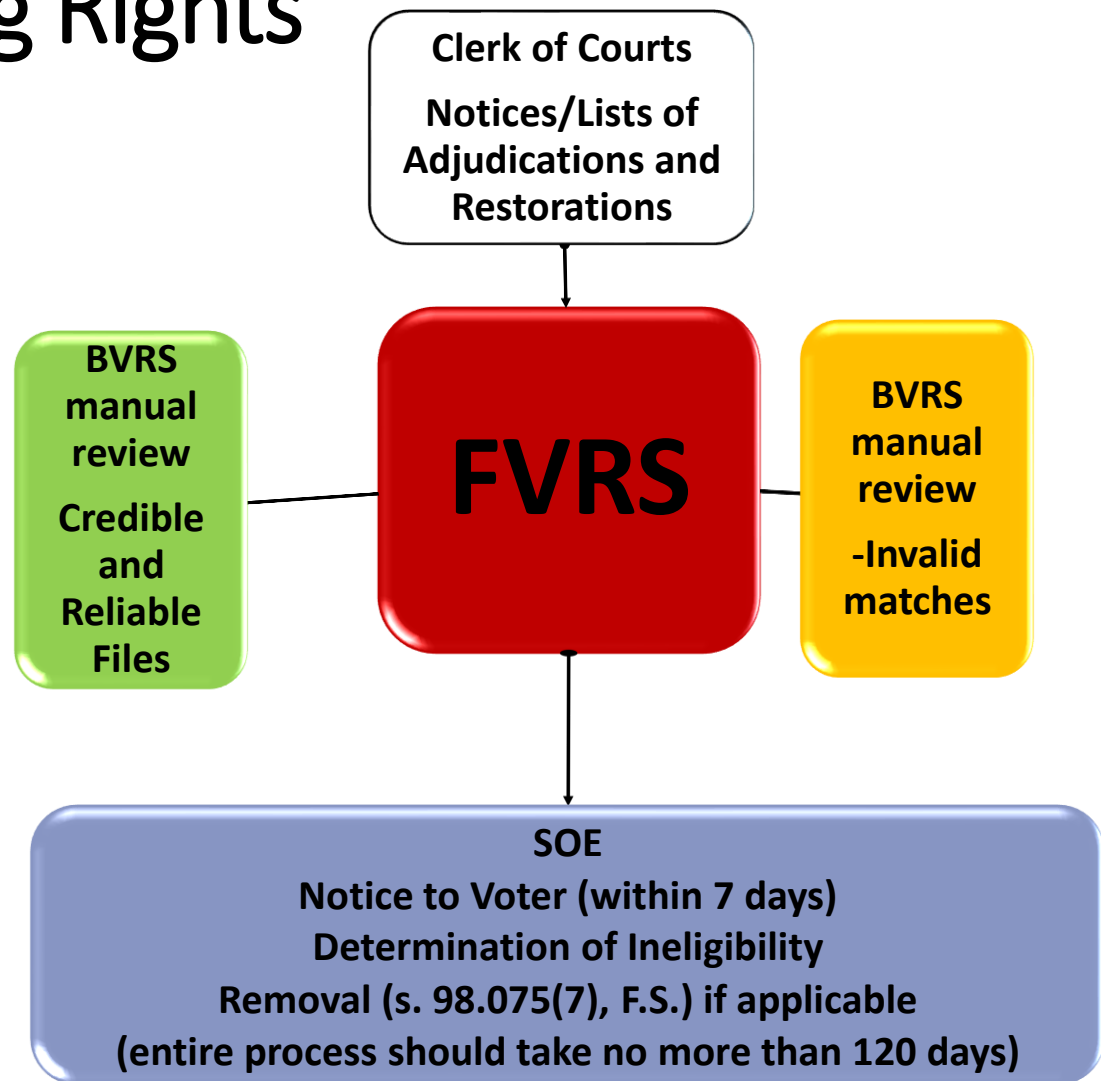 g Rights
Clerk of Courts
Notices/Lists of
Adjudications and
Restorations
BVRS
manual
review
Credible
and
Reliable
Files
FVRS
BVRS
manual
review
-Invalid
matches
SOE
Notice to Voter (within 7 days)
Determination of Ineligibility
Removal (s. 98.075(7), F.S.) if applicable
(entire process should take no more than 120 days)